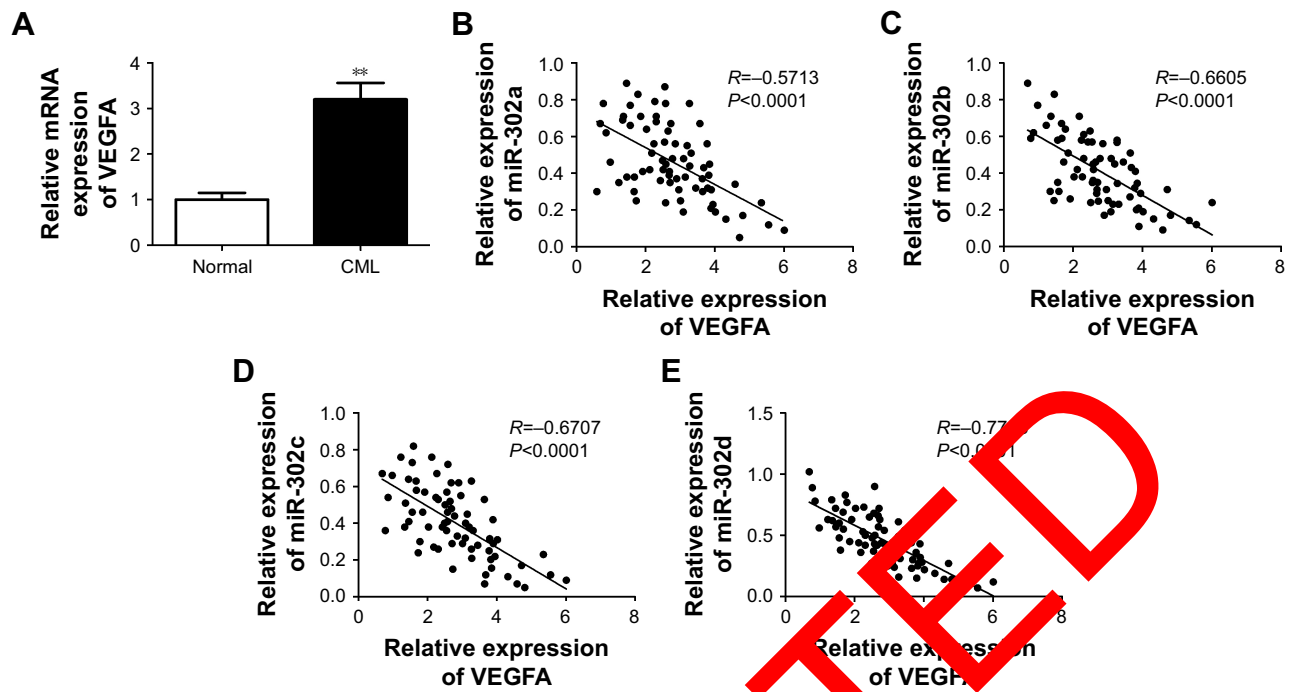 A
Relative mRNA
expression
of VEGFA
4
3
2
1
0
**
Normal
CML
B
Relative expression
of miR-302a
1.0
0.8
0.6
0.4
0.2
0.0
R=–0.5713
P<0.0001
0 2 4 6 8
Relative expression
of VEGFA
C
Relative expression
of miR-302b
1.0
0.8
0.6
0.4
0.2
0.0
R=–0.6605
P<0.0001
0 2 4 6 8
Relative expression
of VEGFA
D
Relative expression
of miR-302c
1.0
0.8
0.6
0.4
0.2
0.0
R=–0.6707
P<0.0001
0 2 4 6 8
Relative expression
of VEGFA
E
Relative expression
of miR-302d
1.5
1.0
0.5
0.0
0 2 4 6 8
Relative expression
of VEGFA
TED